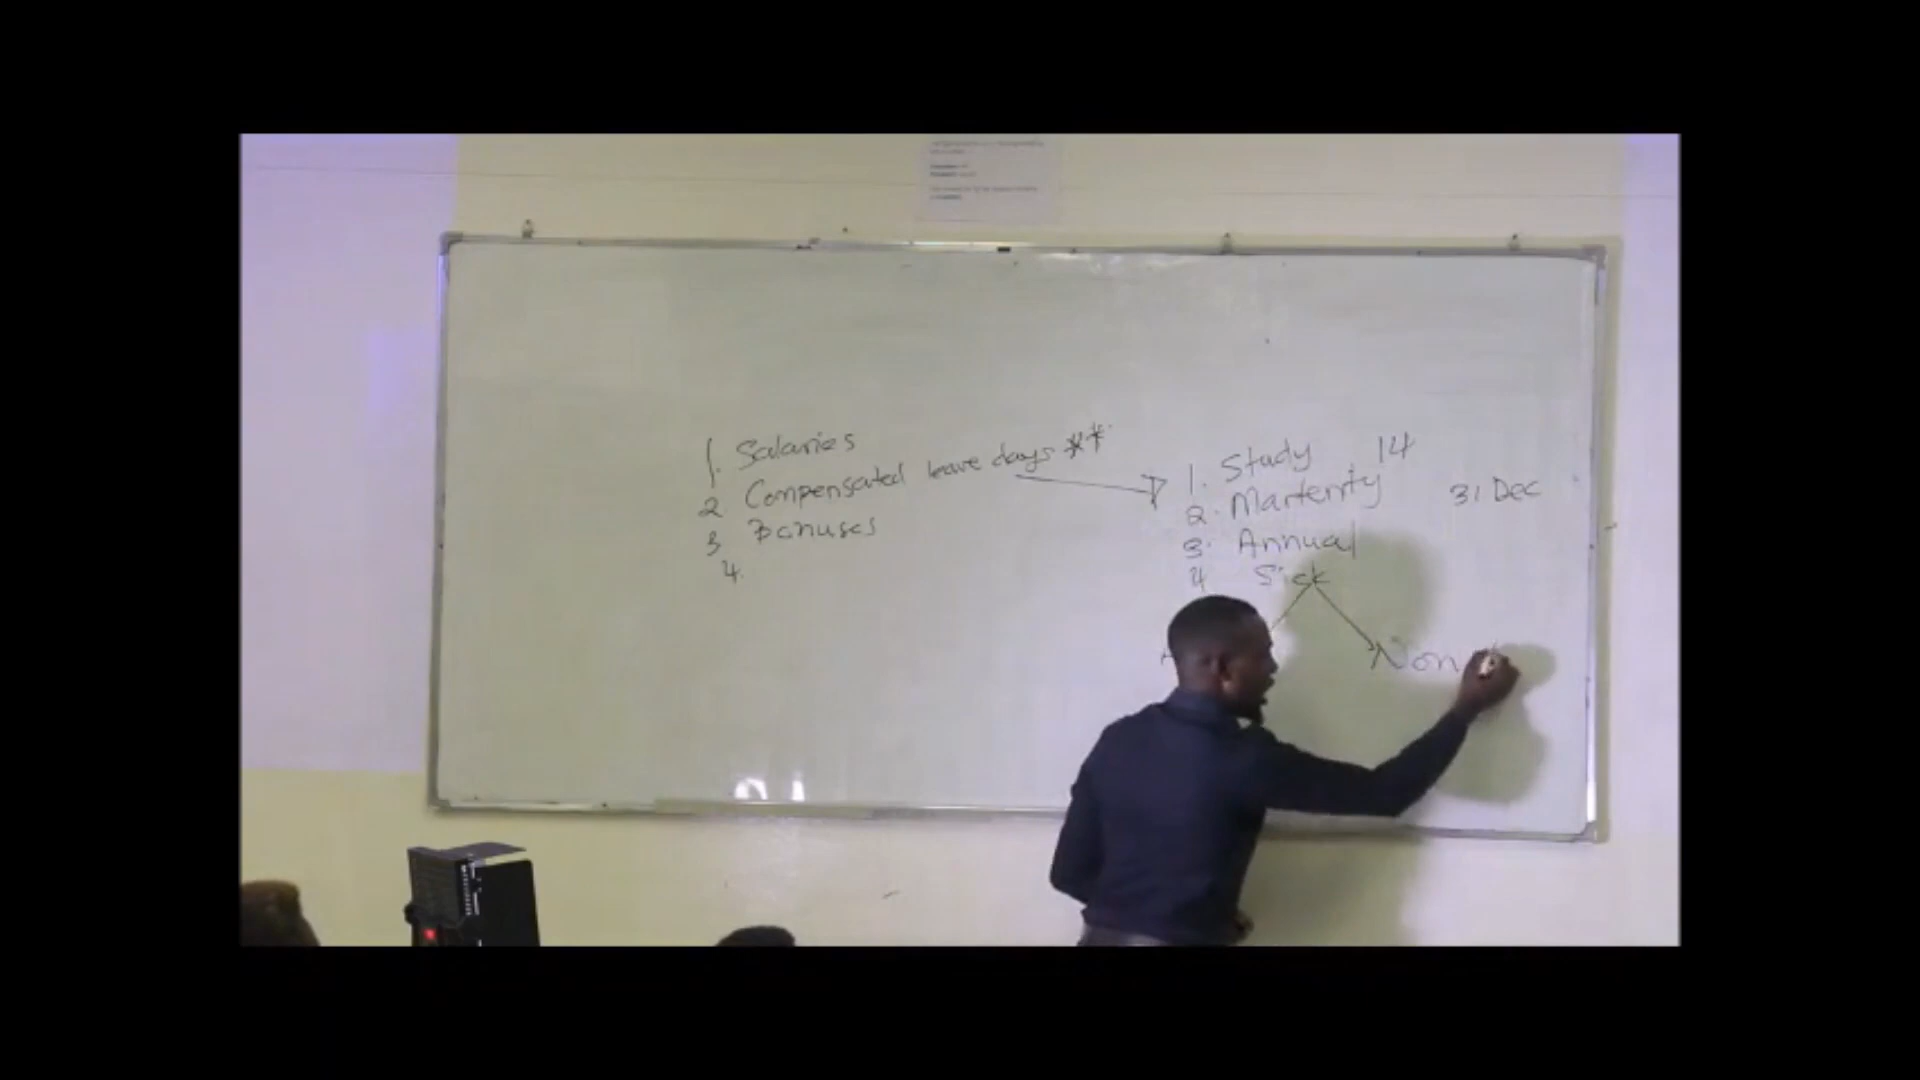 1. Salaries
2 Compensated leave days **
3 Bonuses
4.
1. Study 14
2. Marternity
3. Annual
4 Sick
31 Dec
Non